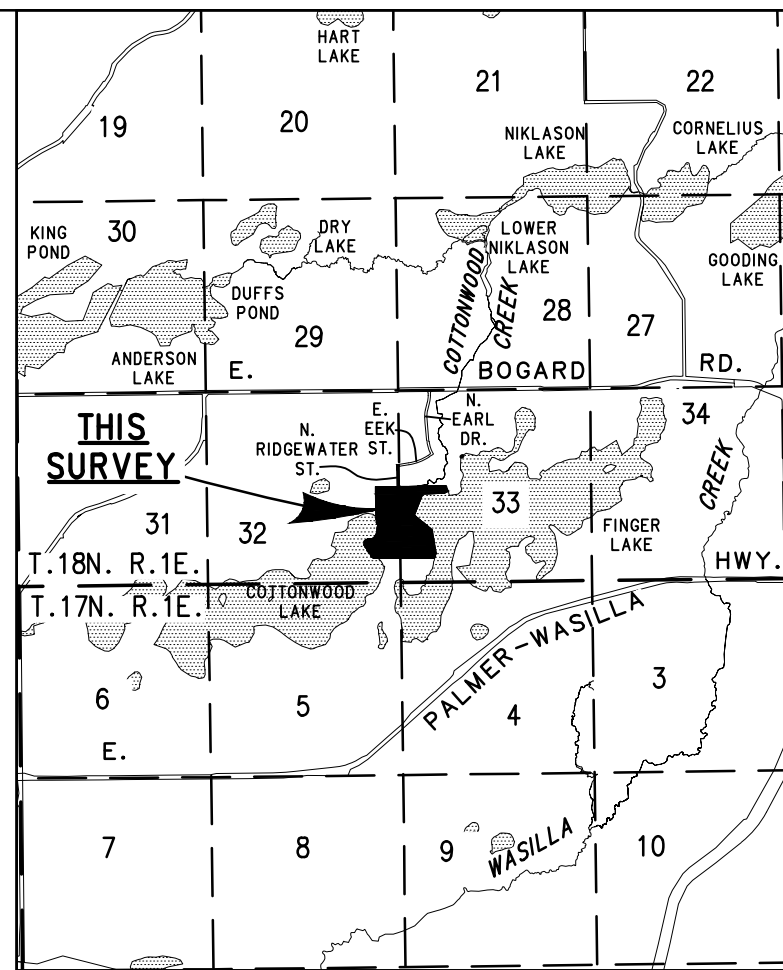 HART
LAKE
19
20
21
22
NIKLASON
LAKE
CORNELIUS
LAKE
KING
POND
30
DRY
LAKE
LOWER
NIKLASON
LAKE
GOODING
LAKE
DUFFS
POND
29
COTTONWOOD
CREEK
28
27
ANDERSON
LAKE
E.
BOGARD
RD.
THIS
SURVEY
N.
RIDGEWATER
ST.
E.
EEK
ST.
N.
EARL
DR.
34
CREEK
31
32
33
FINGER
LAKE
T.18N. R.1E.
HWY.
T.17N. R.1E.
COTTONWOOD
LAKE
PALMER-WASILLA
6
5
4
3
E.
7
8
9
WASILLA
10